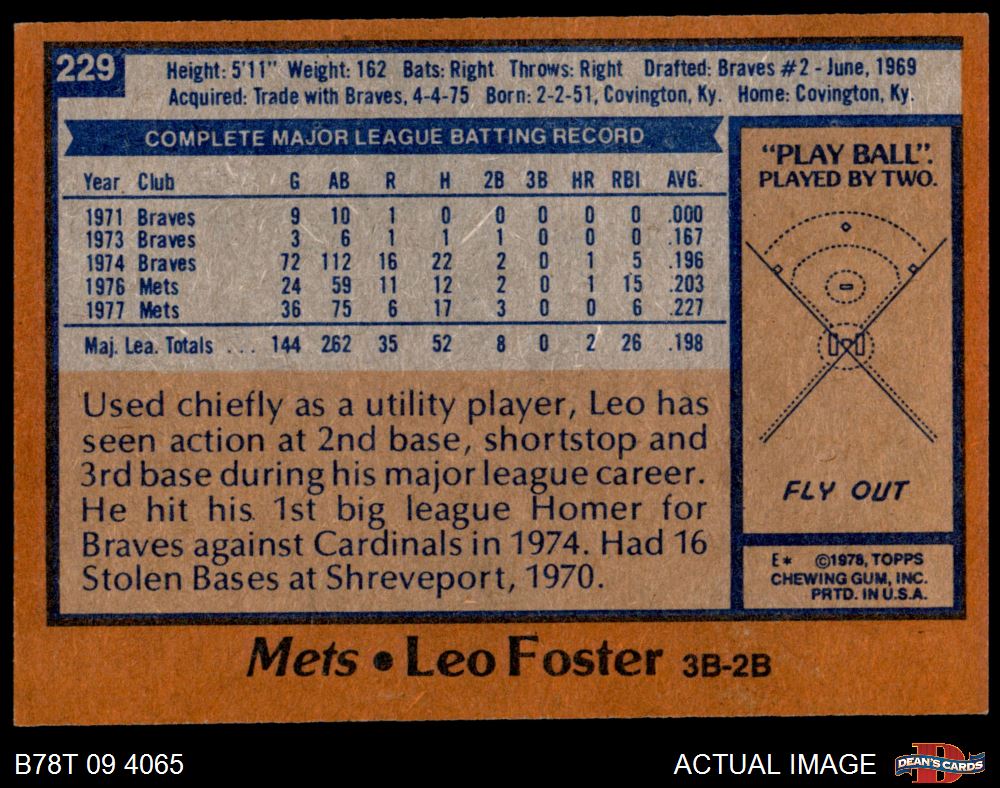 229
Height: 5'11" Weight: 162 Bats: Right Throws: Right Drafted: Braves #2 - June, 1969
Acquired: Trade with Braves, 4-4-75 Born: 2-2-51, Covington, Ky. Home: Covington, Ky.
COMPLETE MAJOR LEAGUE BATTING RECORD
Year Club G AB R H 2B 3B HR RBI AVG.
1971 Braves 9 10 1 0 0 0 0 0 .000
1973 Braves 3 6 1 1 1 0 0 0 .167
1974 Braves 72 112 16 22 2 0 1 5 .196
1976 Mets 24 59 11 12 2 0 1 15 .203
1977 Mets 36 75 6 17 3 0 0 6 .227
Maj. Lea. Totals ... 144 262 35 52 8 0 2 26 .198
Used chiefly as a utility player, Leo has
seen action at 2nd base, shortstop and
3rd base during his major league career.
He hit his 1st big league Homer for
Braves against Cardinals in 1974. Had 16
Stolen Bases at Shreveport, 1970.
"PLAY BALL".
PLAYED BY TWO.
FLY OUT
E* ©1978, TOPPS
CHEWING GUM, INC.
PRTD. IN U.S.A.
Mets • Leo Foster 3B-2B
B78T 09 4065
ACTUAL IMAGE
D
DEAN'S CARDS